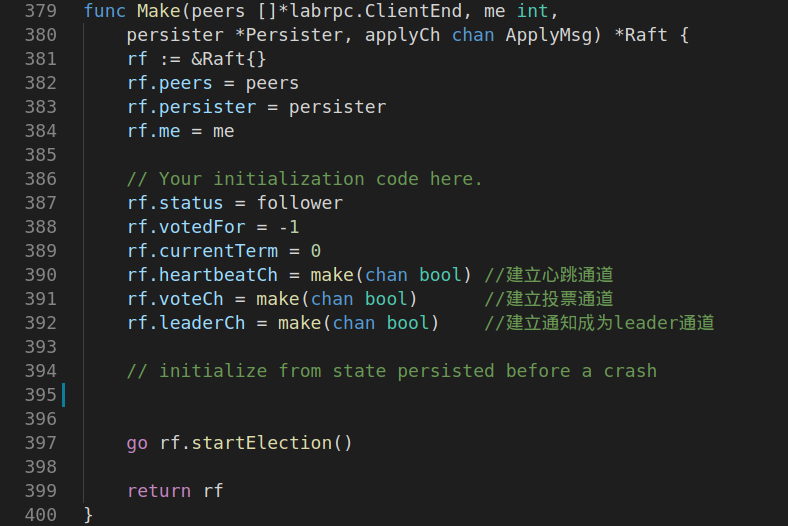 379 func Make(peers []*labrpc.ClientEnd, me int,
380     persister *Persister, applyCh chan ApplyMsg) *Raft {
381     rf := &Raft{}
382     rf.peers = peers
383     rf.persister = persister
384     rf.me = me
385
386     // Your initialization code here.
387     rf.status = follower
388     rf.votedFor = -1
389     rf.currentTerm = 0
390     rf.heartbeatCh = make(chan bool) //建立心跳通道
391     rf.voteCh = make(chan bool)      //建立投票通道
392     rf.leaderCh = make(chan bool)    //建立通知成为leader通道
393
394     // initialize from state persisted before a crash
395
396
397     go rf.startElection()
398
399     return rf
400 }